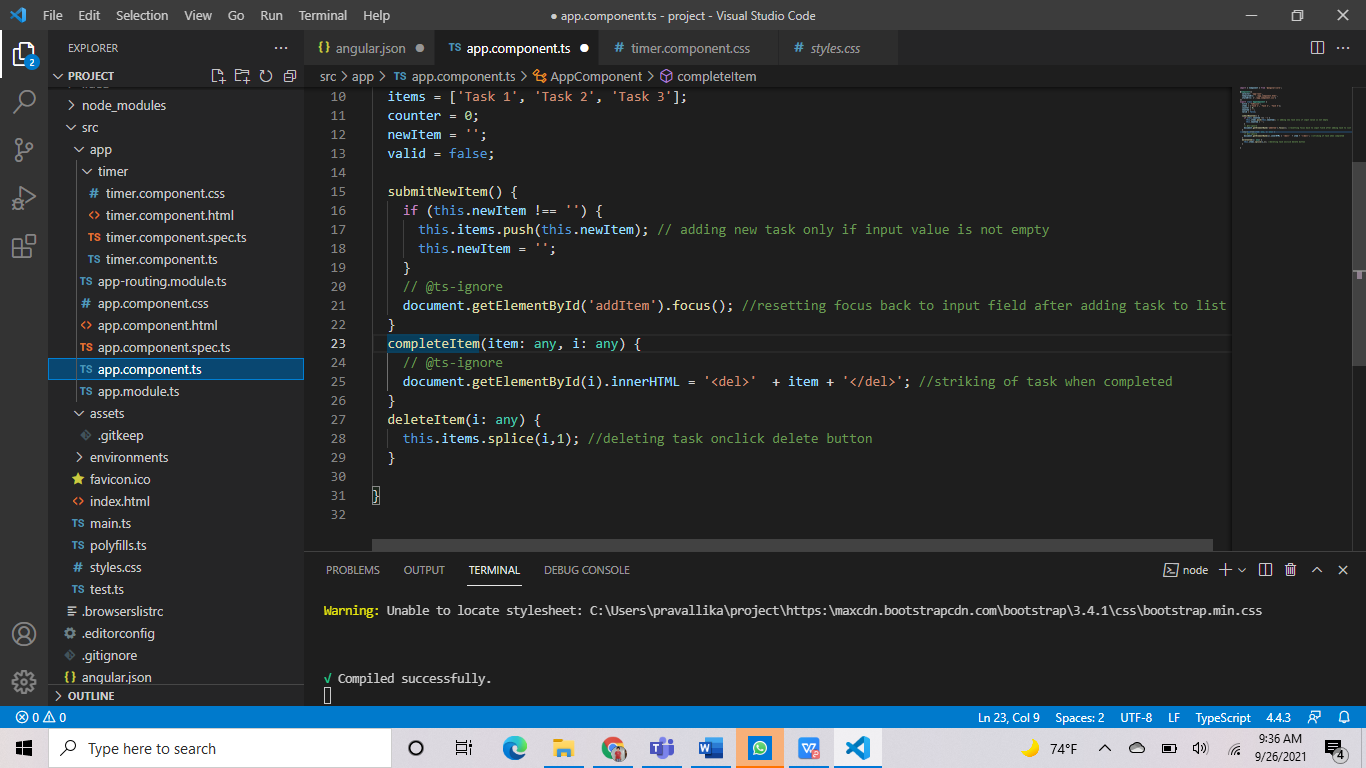 File Edit Selection View Go Run Terminal Help
● app.component.ts - project - Visual Studio Code
EXPLORER
PROJECT
node_modules
src
app
timer
# timer.component.css
<> timer.component.html
TS timer.component.spec.ts
TS timer.component.ts
TS app-routing.module.ts
# app.component.css
<> app.component.html
TS app.component.spec.ts
TS app.component.ts
TS app.module.ts
assets
.gitkeep
environments
favicon.ico
<> index.html
TS main.ts
TS polyfills.ts
# styles.css
TS test.ts
.browserslistrc
.editorconfig
.gitignore
{} angular.json
OUTLINE
{} angular.json ●
TS app.component.ts ●
# timer.component.css
# styles.css
src > app > TS app.component.ts > AppComponent > completeItem
10 items = ['Task 1', 'Task 2', 'Task 3'];
11 counter = 0;
12 newItem = '';
13 valid = false;
14
15 submitNewItem() {
16 if (this.newItem !== '') {
17 this.items.push(this.newItem); // adding new task only if input value is not empty
18 this.newItem = '';
19 }
20 // @ts-ignore
21 document.getElementById('addItem').focus(); //resetting focus back to input field after adding task to list
22 }
23 completeItem(item: any, i: any) {
24 // @ts-ignore
25 document.getElementById(i).innerHTML = '<del>'  + item + '</del>'; //striking of task when completed
26 }
27 deleteItem(i: any) {
28 this.items.splice(i,1); //deleting task onclick delete button
29 }
30
31 }
32
PROBLEMS OUTPUT TERMINAL DEBUG CONSOLE
node
Warning: Unable to locate stylesheet: C:\Users\pravallika\project\https:\maxcdn.bootstrapcdn.com\bootstrap\3.4.1\css\bootstrap.min.css
√ Compiled successfully.
2
0 0
Ln 23, Col 9 Spaces: 2 UTF-8 LF TypeScript 4.4.3
Type here to search
74°F
9:36 AM
9/26/2021
4